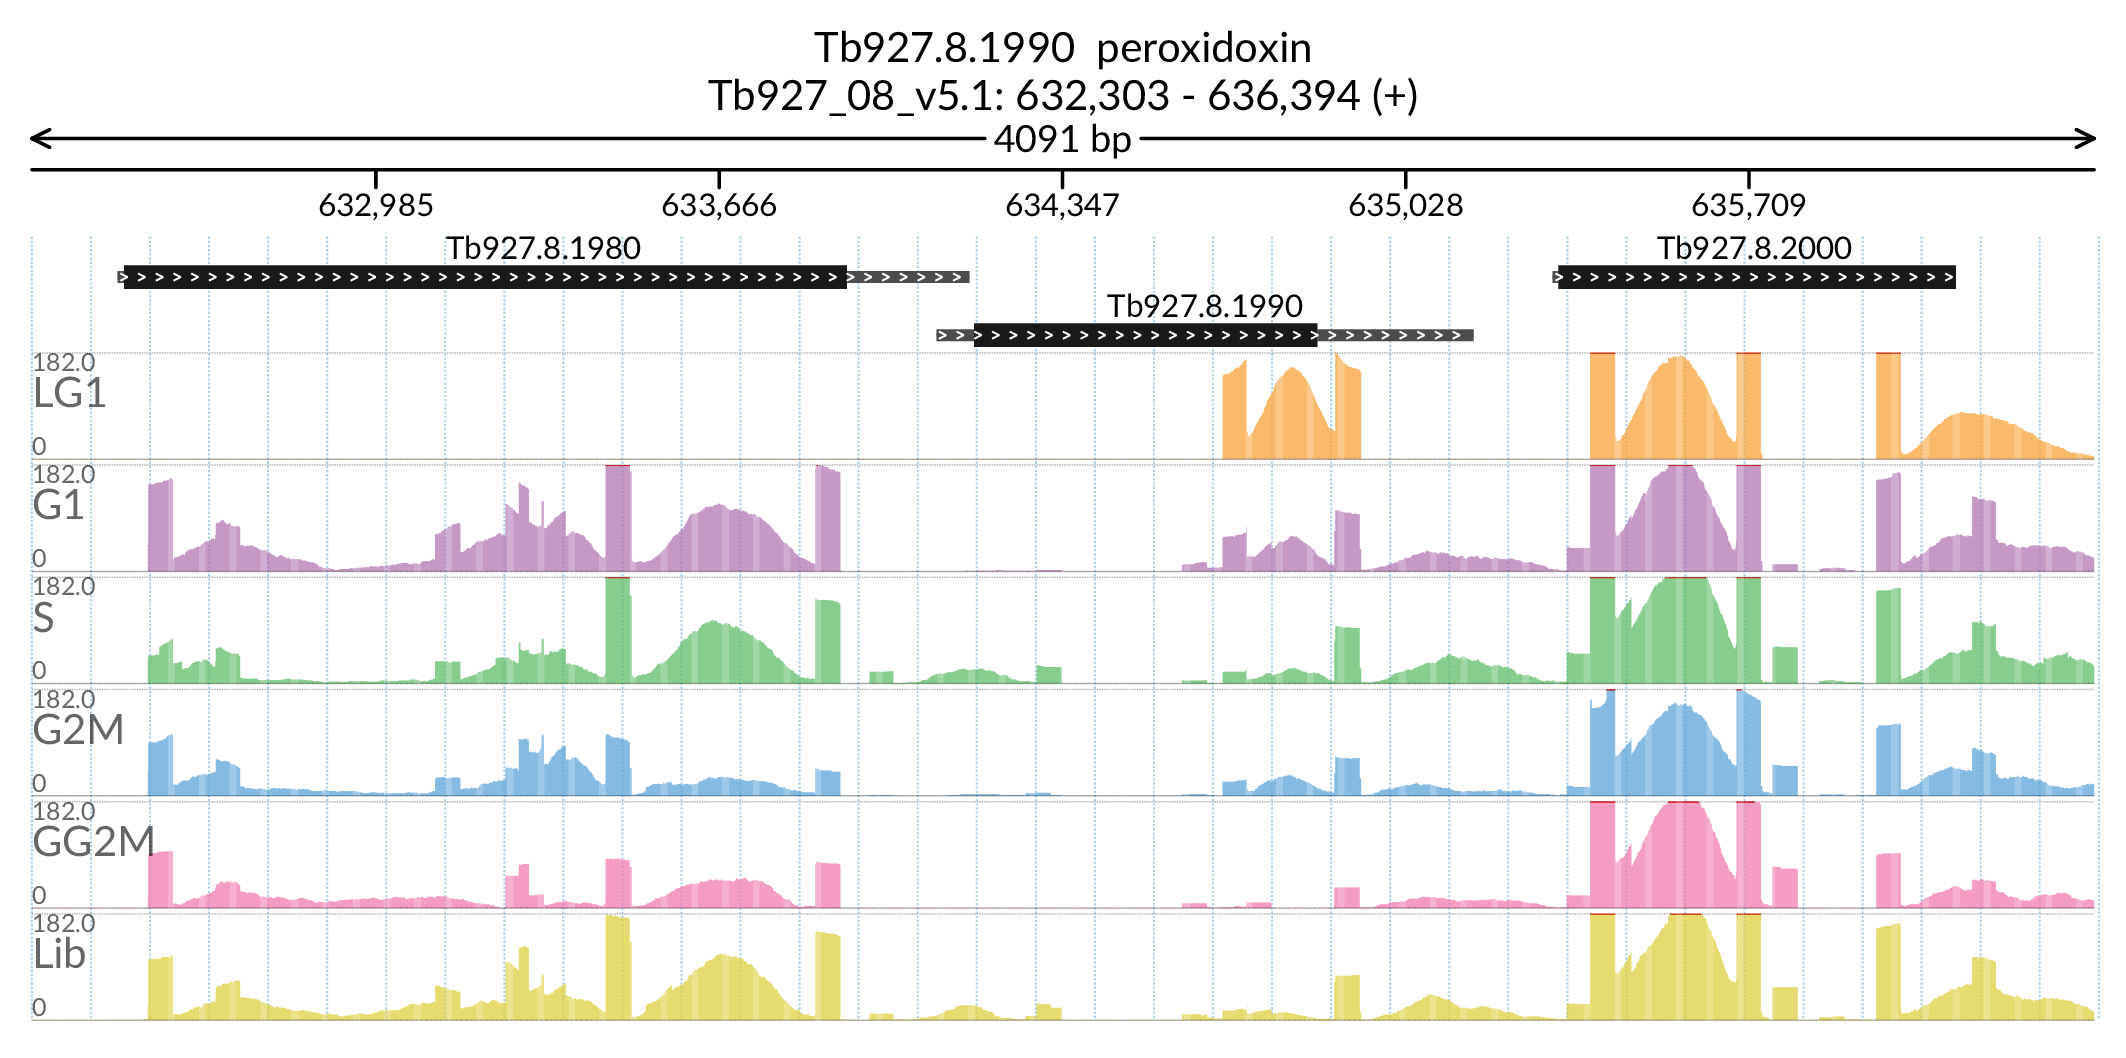 Tb927.8.1990 peroxidoxin
Tb927_08_v5.1: 632,303 - 636,394 (+)
4091 bp
632,985 633,666 634,347 635,028 635,709
Tb927.8.1980 Tb927.8.2000
Tb927.8.1990
182.0
LG1
0
182.0
G1
0
182.0
S
0
182.0
G2M
0
182.0
GG2M
0
182.0
Lib
0